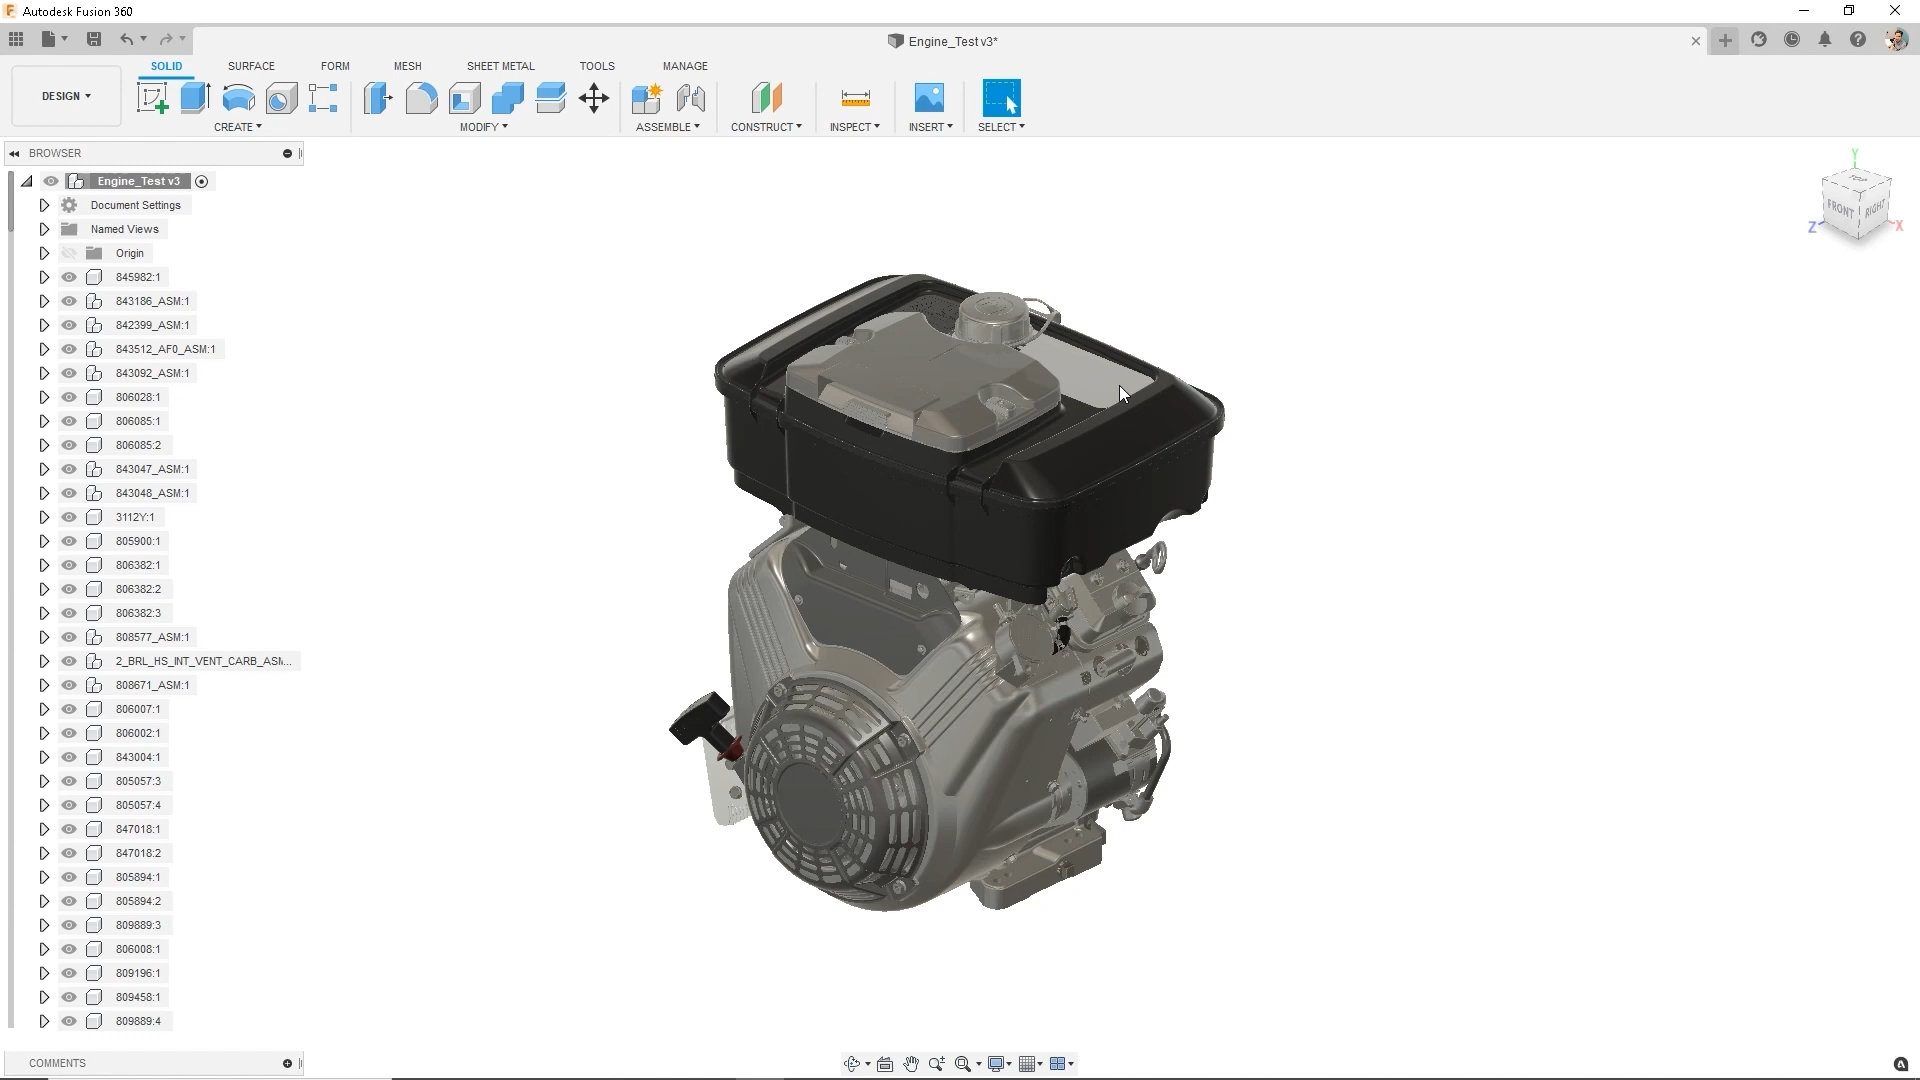 Autodesk Fusion 360
Engine_Test v3*
DESIGN
SOLID SURFACE FORM MESH SHEET METAL TOOLS MANAGE
CREATE MODIFY ASSEMBLE CONSTRUCT INSPECT INSERT SELECT
BROWSER
Engine_Test v3
Document Settings
Named Views
Origin
845982:1
843186_ASM:1
842399_ASM:1
843512_AF0_ASM:1
843092_ASM:1
806028:1
806085:1
806085:2
843047_ASM:1
843048_ASM:1
3112Y:1
805900:1
806382:1
806382:2
806382:3
808577_ASM:1
2_BRL_HS_INT_VENT_CARB_ASM...
808671_ASM:1
806007:1
806002:1
843004:1
805057:3
805057:4
847018:1
847018:2
805894:1
805894:2
809889:3
806008:1
809196:1
809458:1
809889:4
COMMENTS
Y
TOP
FRONT RIGHT
Z X